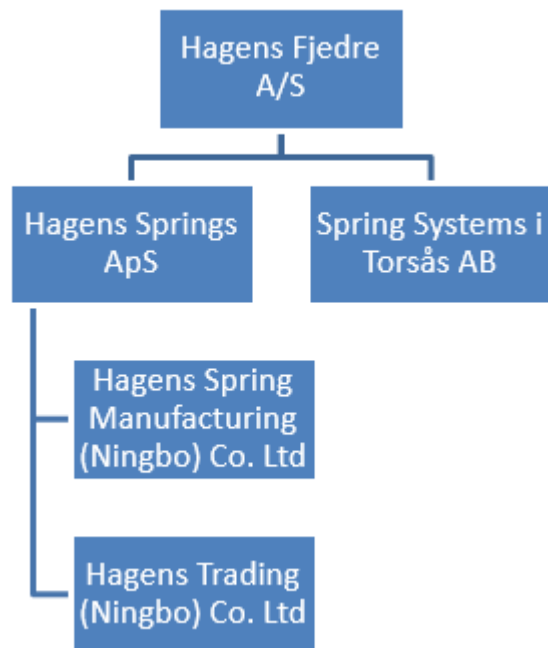 Hagens Fjedre
A/S
Hagens Springs
ApS
Spring Systems i
Torsås AB
Hagens Spring
Manufacturing
(Ningbo) Co. Ltd
Hagens Trading
(Ningbo) Co. Ltd